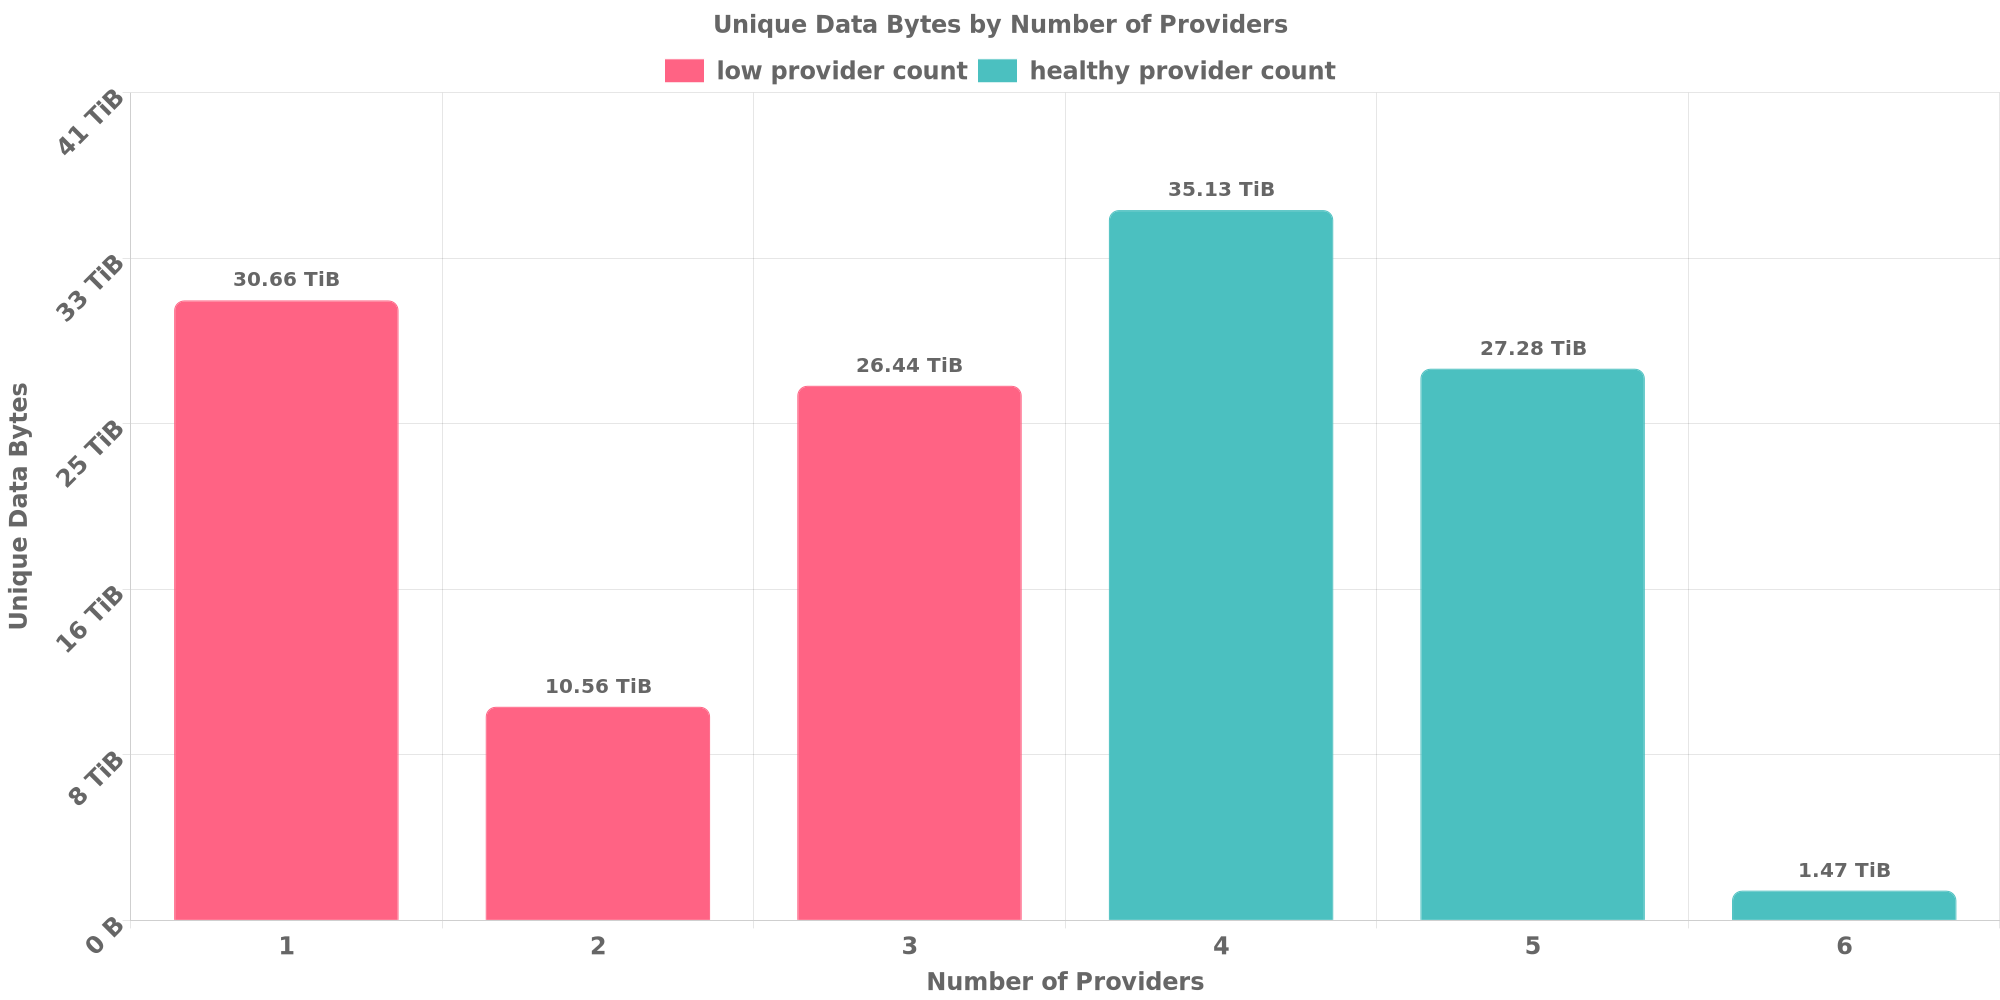 Unique Data Bytes by Number of Providers
low provider count
healthy provider count
41 TiB
33 TiB
25 TiB
16 TiB
8 TiB
0 B
Unique Data Bytes
30.66 TiB
10.56 TiB
26.44 TiB
35.13 TiB
27.28 TiB
1.47 TiB
1
2
3
4
5
6
Number of Providers